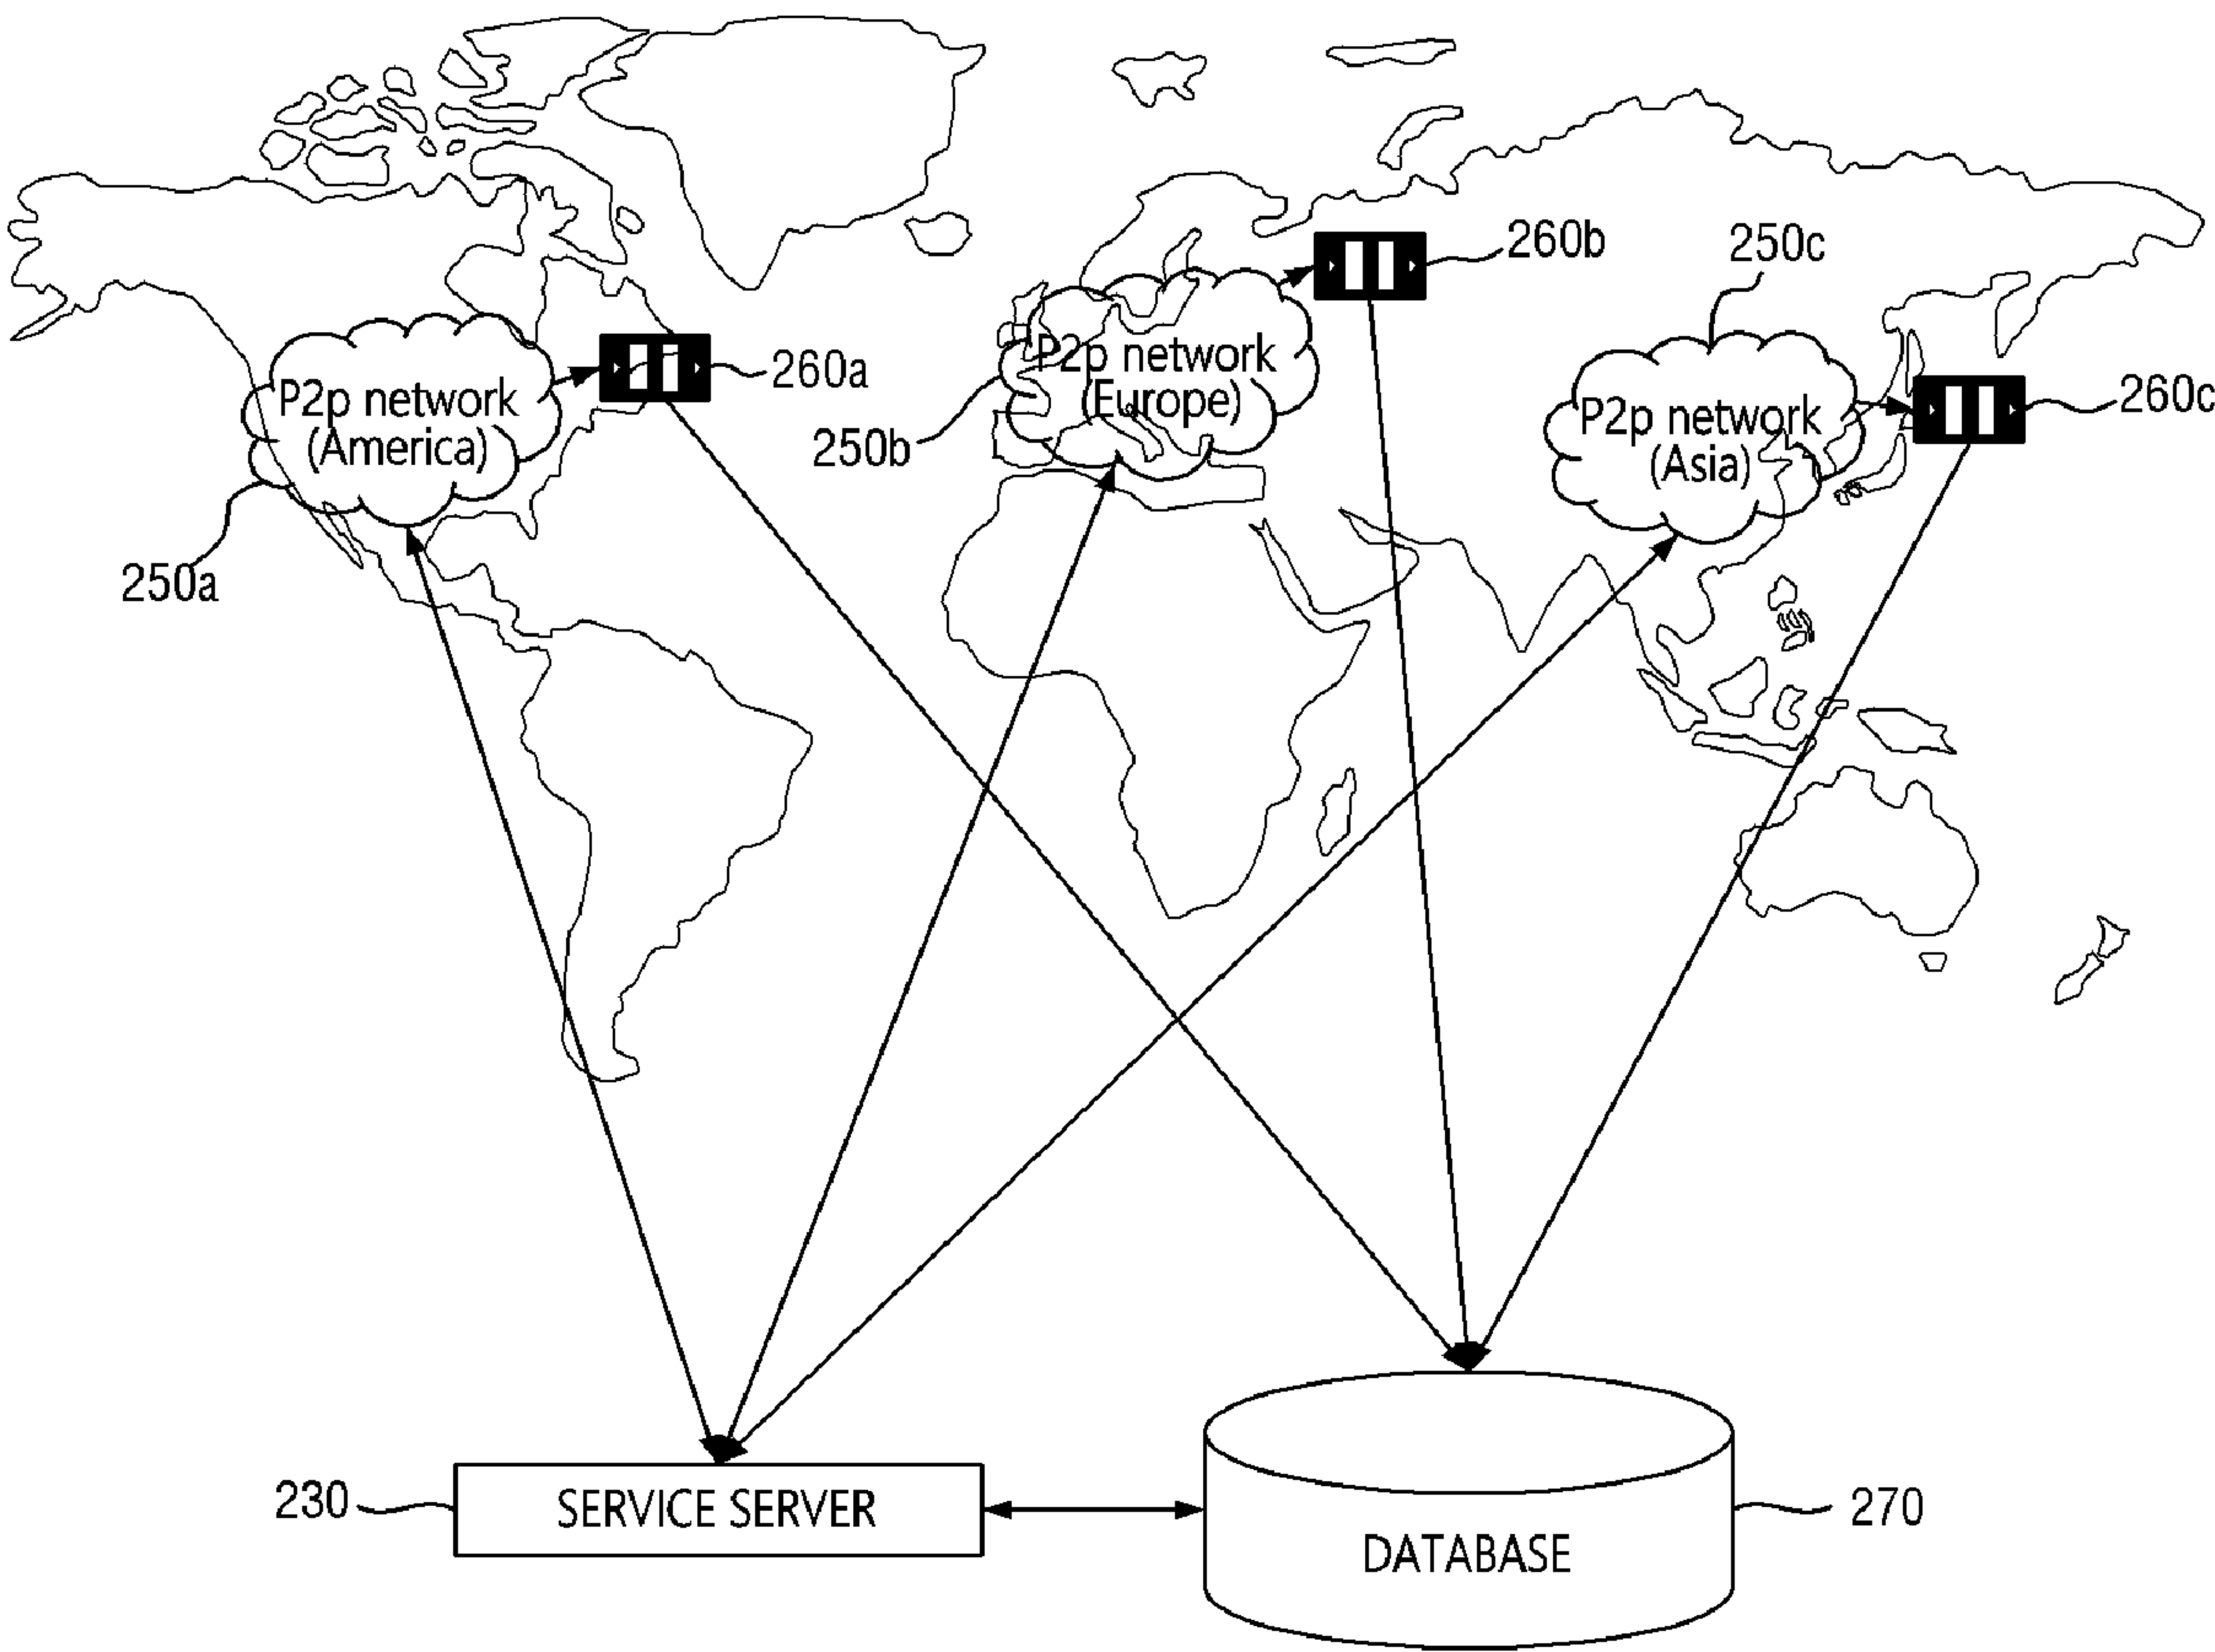 260b
250c
P2p network
(America)
260a
P2p network
(Europe)
250b
P2p network
(Asia)
260c
250a
230
SERVICE SERVER
DATABASE
270